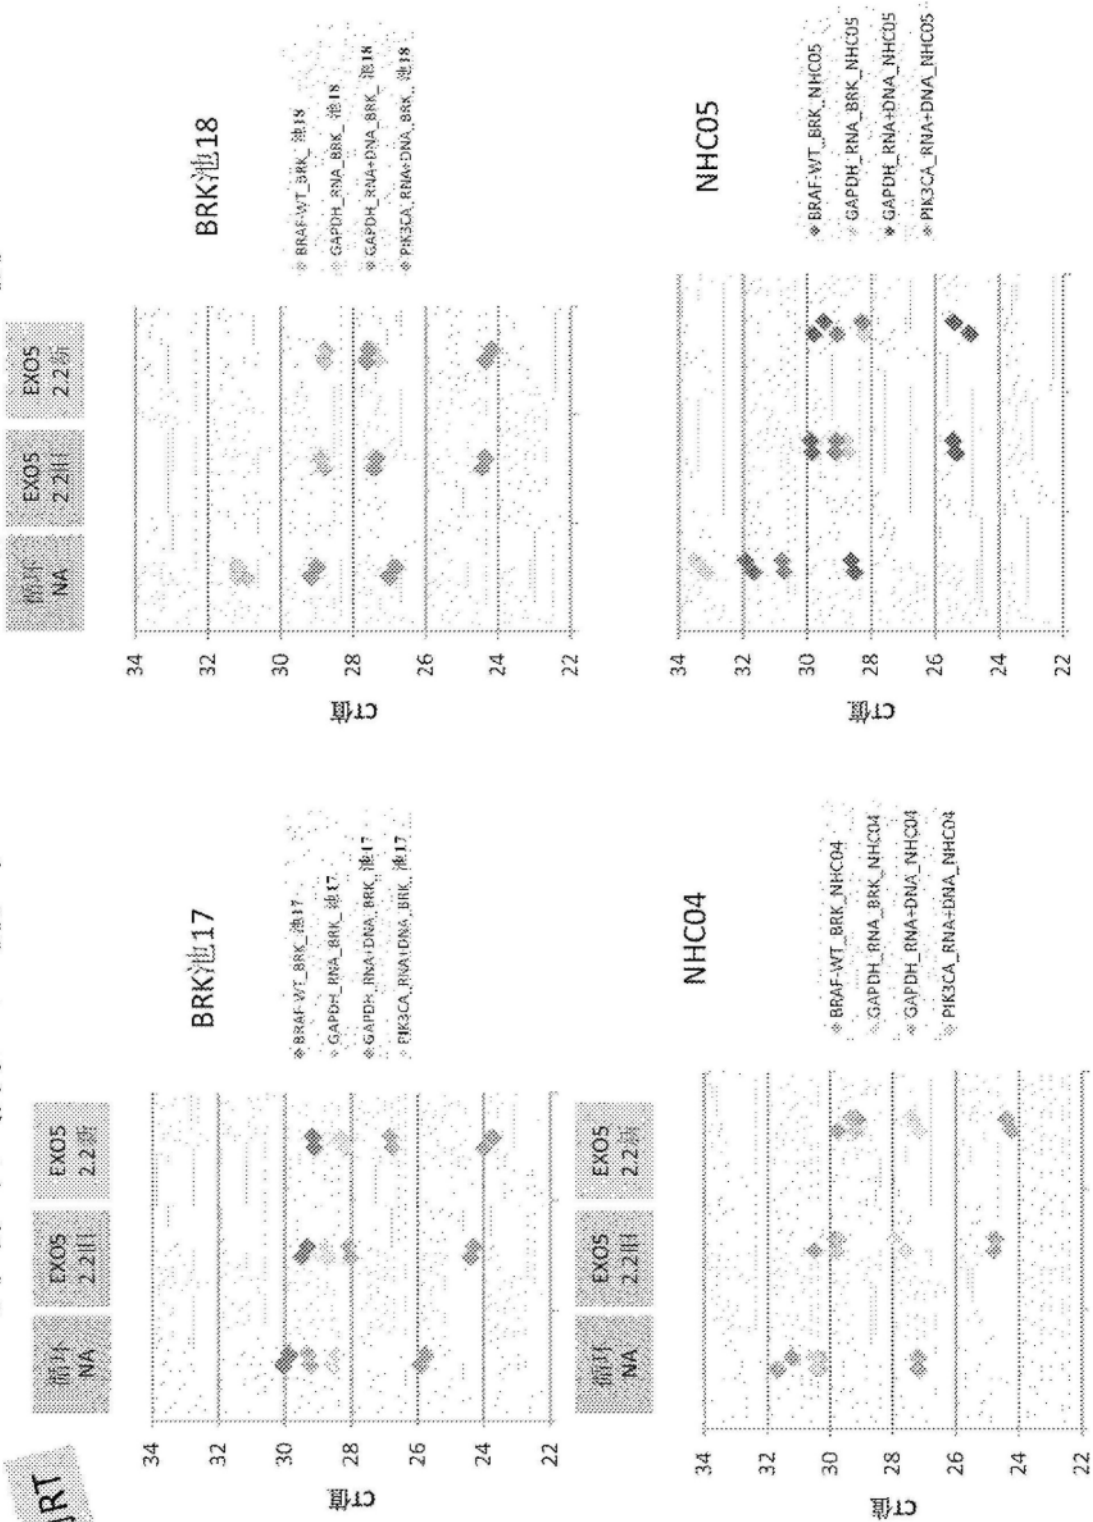 RT
循环
NA
EXO5
2.2旧
EXO5
2.2新
BRK池17
CT值
34
32
30
28
26
24
22
BRAF-WT_BRK_池17
GAPDH_RNA_BRK_池17
GAPDH_RNA+DNA_BRK_池17
PIK3CA_RNA+DNA_BRK_池17
循环
NA
EXO5
2.2旧
EXO5
2.2新
BRK池18
CT值
34
32
30
28
26
24
22
BRAF-WT_BRK_池18
GAPDH_RNA_BRK_池18
GAPDH_RNA+DNA_BRK_池18
PIK3CA_RNA+DNA_BRK_池18
循环
NA
EXO5
2.2旧
EXO5
2.2新
NHC04
CT值
34
32
30
28
26
24
22
BRAF-WT_BRK_NHC04
GAPDH_RNA_BRK_NHC04
GAPDH_RNA+DNA_NHC04
PIK3CA_RNA+DNA_NHC04
NHC05
CT值
34
32
30
28
26
24
22
BRAF-WT_BRK_NHC05
GAPDH_RNA_BRK_NHC05
GAPDH_RNA+DNA_NHC05
PIK3CA_RNA+DNA_NHC05